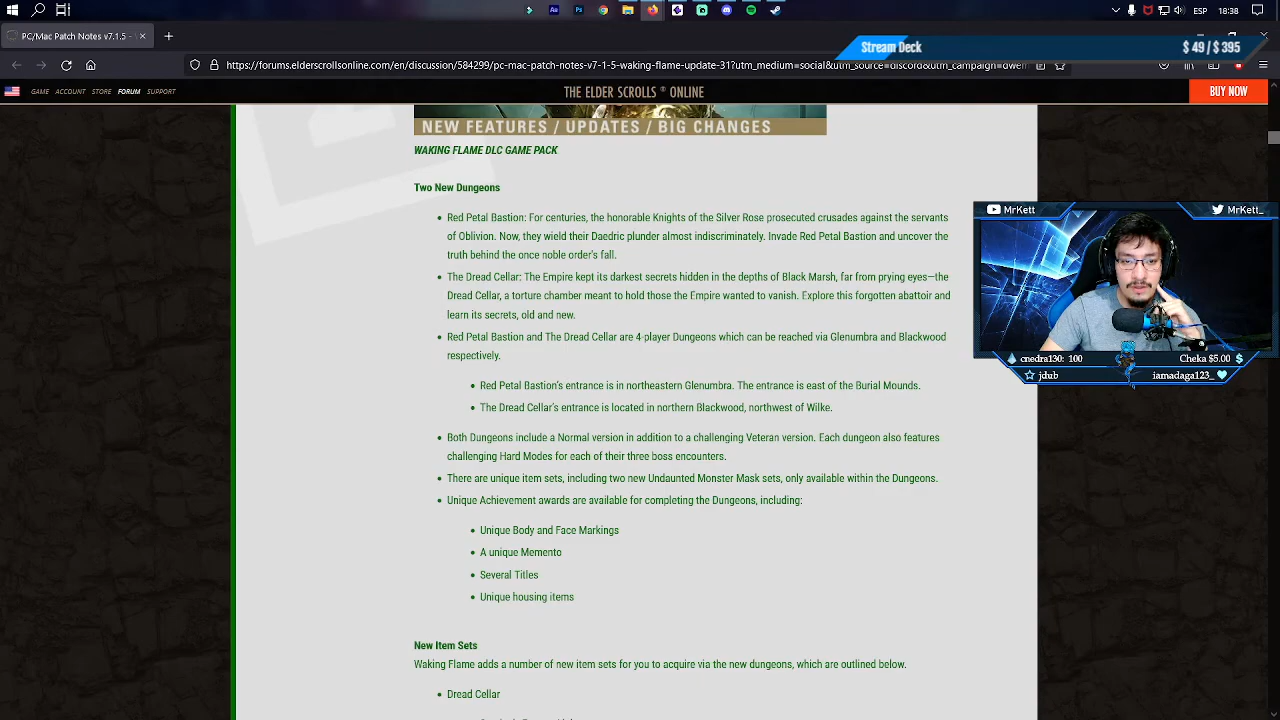 ESP
18:38
PC/Mac Patch Notes v7.1.5 -
Stream Deck
$ 49 / $ 395
https://forums.elderscrollsonline.com/en/discussion/584299/pc-mac-patch-notes-v7-1-5-waking-flame-update-31?utm_medium=social&utm_source=discord&utm_campaign=dwem
GAME ACCOUNT STORE FORUM SUPPORT
THE ELDER SCROLLS ® ONLINE
BUY NOW
NEW FEATURES / UPDATES / BIG CHANGES
WAKING FLAME DLC GAME PACK
Two New Dungeons
Red Petal Bastion: For centuries, the honorable Knights of the Silver Rose prosecuted crusades against the servants
of Oblivion. Now, they wield their Daedric plunder almost indiscriminately. Invade Red Petal Bastion and uncover the
truth behind the once noble order's fall.
The Dread Cellar: The Empire kept its darkest secrets hidden in the depths of Black Marsh, far from prying eyes—the
Dread Cellar, a torture chamber meant to hold those the Empire wanted to vanish. Explore this forgotten abattoir and
learn its secrets, old and new.
Red Petal Bastion and The Dread Cellar are 4-player Dungeons which can be reached via Glenumbra and Blackwood
respectively.
Red Petal Bastion's entrance is in northeastern Glenumbra. The entrance is east of the Burial Mounds.
The Dread Cellar's entrance is located in northern Blackwood, northwest of Wilke.
Both Dungeons include a Normal version in addition to a challenging Veteran version. Each dungeon also features
challenging Hard Modes for each of their three boss encounters.
There are unique item sets, including two new Undaunted Monster Mask sets, only available within the Dungeons.
Unique Achievement awards are available for completing the Dungeons, including:
Unique Body and Face Markings
A unique Memento
Several Titles
Unique housing items
New Item Sets
Waking Flame adds a number of new item sets for you to acquire via the new dungeons, which are outlined below.
Dread Cellar
MrKett
MrKett_
cnedra130: 100
Cheka $5.00
jdub
iamadaga123_